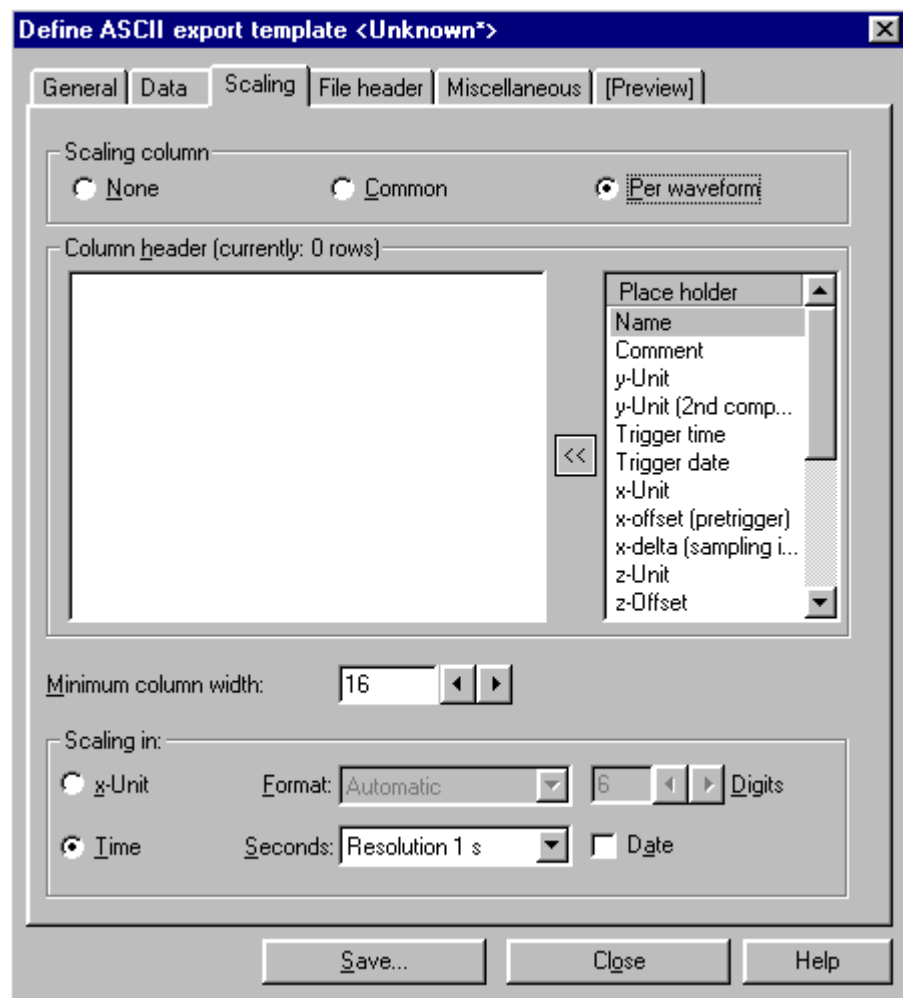 Define ASCII export template <Unknown*>
General Data Scaling File header Miscellaneous [Preview]
Scaling column
None Common Per waveform
Column header (currently: 0 rows)
Place holder
Name
Comment
y-Unit
y-Unit (2nd comp...
Trigger time
<<
Trigger date
x-Unit
x-offset (pretrigger)
x-delta (sampling i...
z-Unit
z-Offset
Minimum column width: 16
Scaling in:
x-Unit Format: Automatic 6 Digits
Time Seconds: Resolution 1 s Date
Save... Close Help